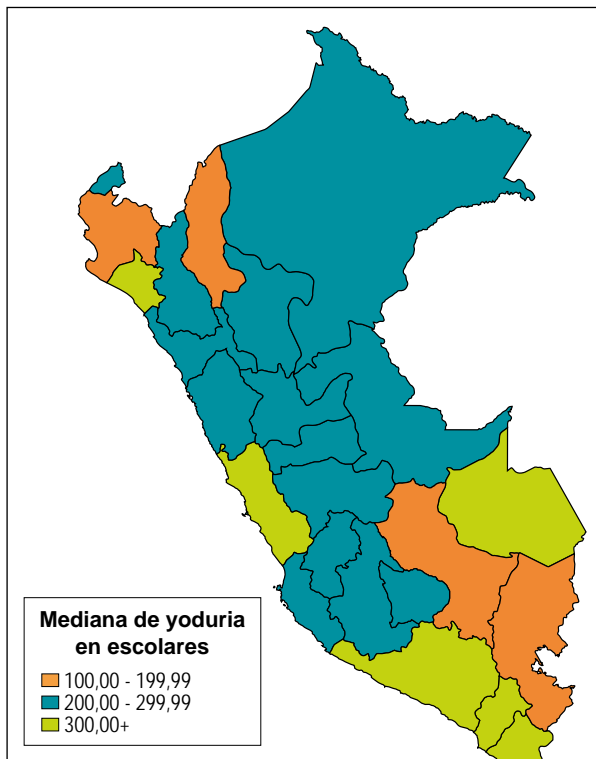 Mediana de yoduria
en escolares
100,00 - 199,99
200,00 - 299,99
300,00+